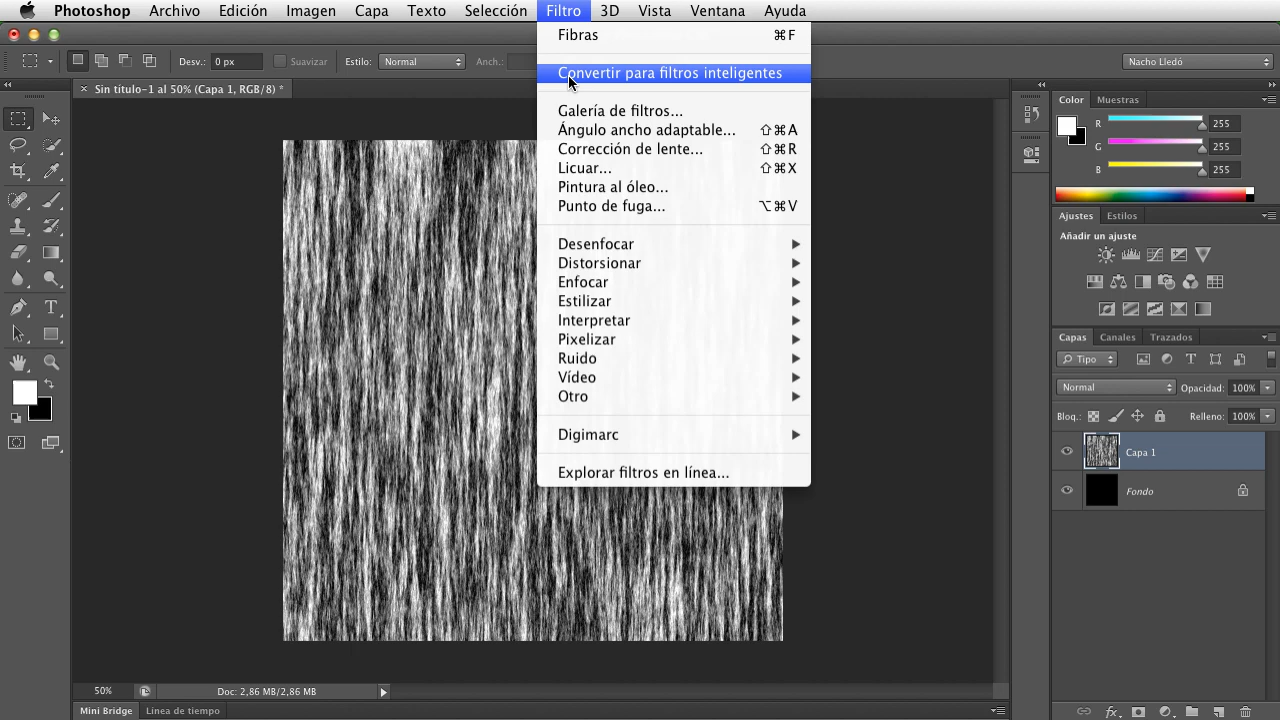 Photoshop Archivo Edición Imagen Capa Texto Selección Filtro 3D Vista Ventana Ayuda
Desv.: 0 px Suavizar Estilo: Normal Anch.: Nacho Lledó
Sin título-1 al 50% (Capa 1, RGB/8) *
Fibras ⌘F
Convertir para filtros inteligentes
Galería de filtros...
Ángulo ancho adaptable... ⇧⌘A
Corrección de lente... ⇧⌘R
Licuar... ⇧⌘X
Pintura al óleo...
Punto de fuga... ⌥⌘V
Desenfocar
Distorsionar
Enfocar
Estilizar
Interpretar
Pixelizar
Ruido
Vídeo
Otro
Digimarc
Explorar filtros en línea...
Color Muestras
R 255
G 255
B 255
Ajustes Estilos
Añadir un ajuste
Capas Canales Trazados
Tipo
Normal Opacidad: 100%
Bloq.: Relleno: 100%
Capa 1
Fondo
50% Doc: 2,86 MB/2,86 MB
Mini Bridge Línea de tiempo